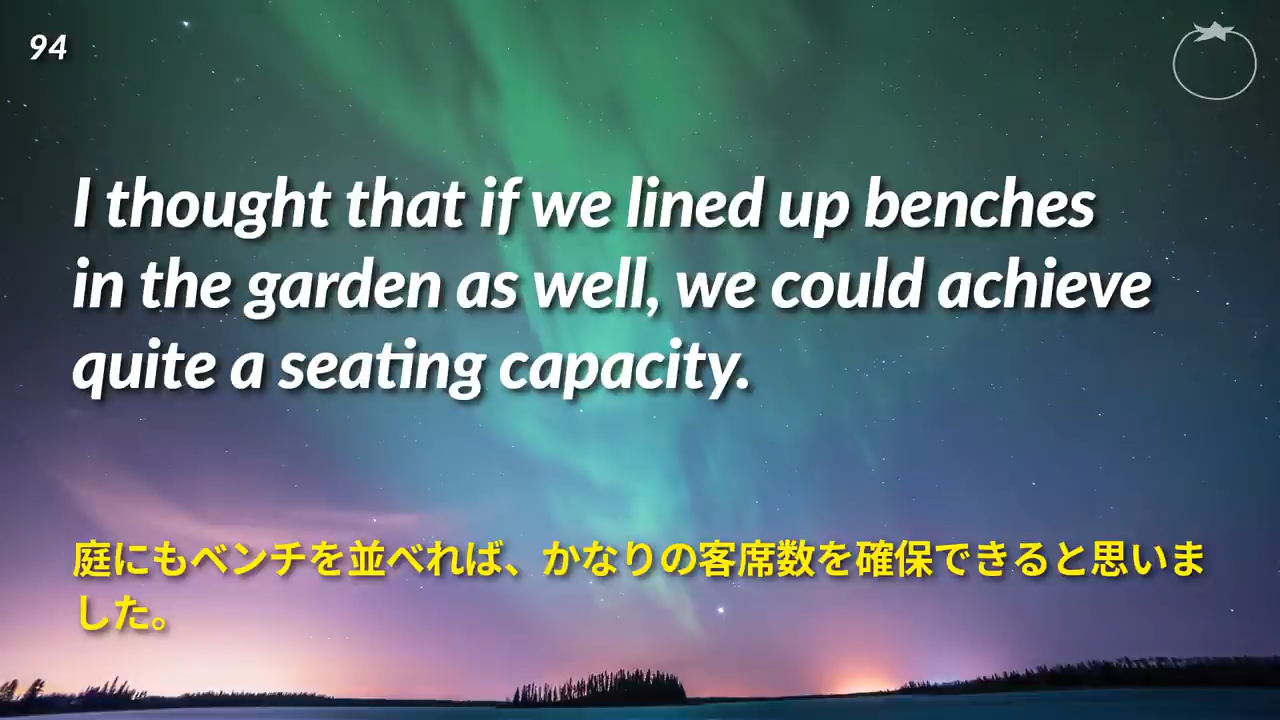 94
I thought that if we lined up benches
in the garden as well, we could achieve
quite a seating capacity.
庭にもベンチを並べれば、かなりの客席数を確保できると思いま
した。